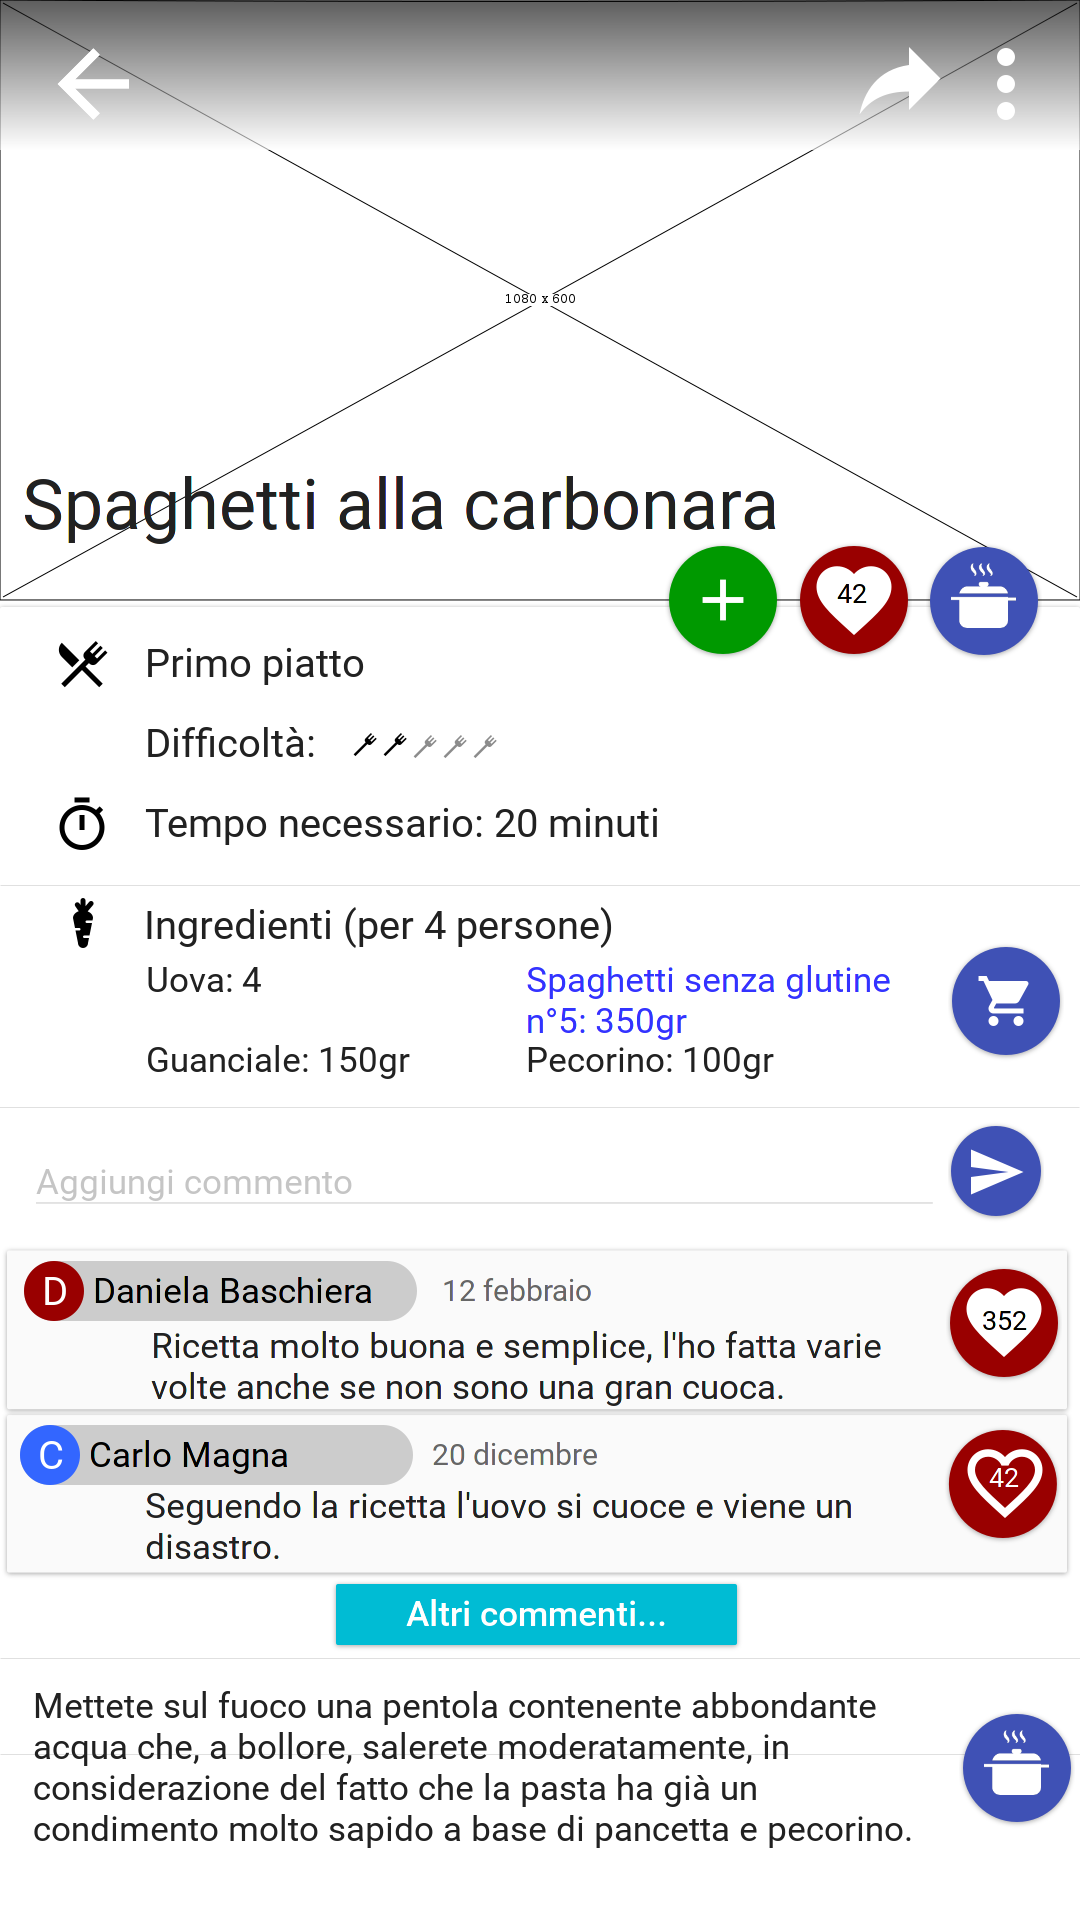 1080 x 600
Spaghetti alla carbonara
42
Primo piatto
Difficoltà:
Tempo necessario: 20 minuti
Ingredienti (per 4 persone)
Uova: 4
Spaghetti senza glutine
n°5: 350gr
Guanciale: 150gr
Pecorino: 100gr
Aggiungi commento
D Daniela Baschiera 12 febbraio
352
Ricetta molto buona e semplice, l'ho fatta varie
volte anche se non sono una gran cuoca.
C Carlo Magna 20 dicembre
42
Seguendo la ricetta l'uovo si cuoce e viene un
disastro.
Altri commenti...
Mettete sul fuoco una pentola contenente abbondante
acqua che, a bollore, salerete moderatamente, in
considerazione del fatto che la pasta ha già un
condimento molto sapido a base di pancetta e pecorino.